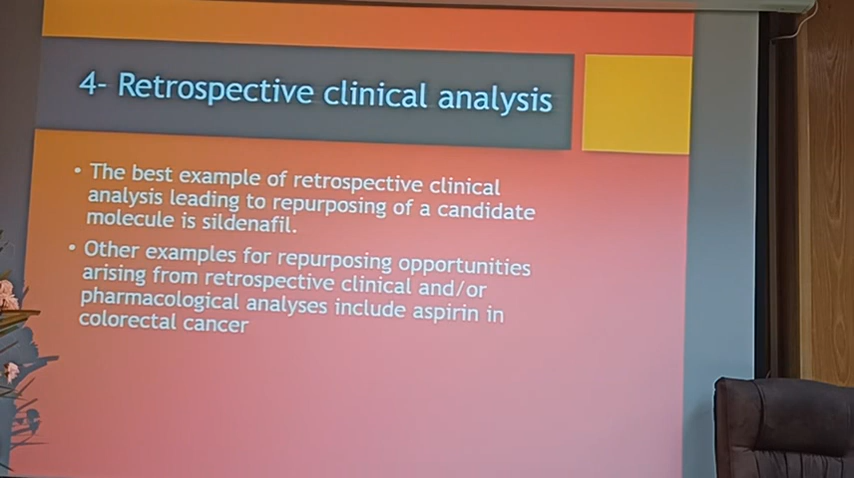 4- Retrospective clinical analysis
• The best example of retrospective clinical
analysis leading to repurposing of a candidate
molecule is sildenafil.
• Other examples for repurposing opportunities
arising from retrospective clinical and/or
pharmacological analyses include aspirin in
colorectal cancer